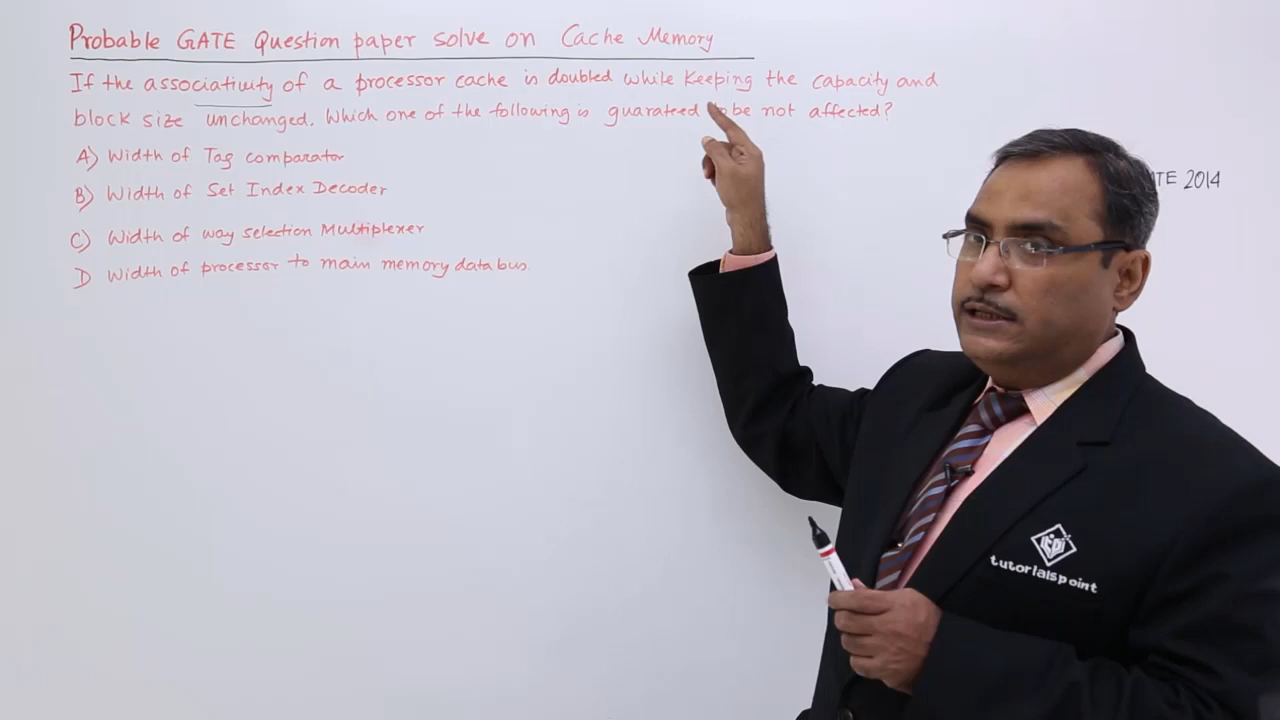 Probable GATE Question paper solve on Cache Memory
If the associativity of a processor cache is doubled while keeping the capacity and
block size unchanged. Which one of the following is guarateed to be not affected?
A) Width of Tag comparator
B) Width of Set Index Decoder
C) Width of way selection Multiplexer
D Width of processor to main memory data bus.
ATE 2014
tutorialspoint